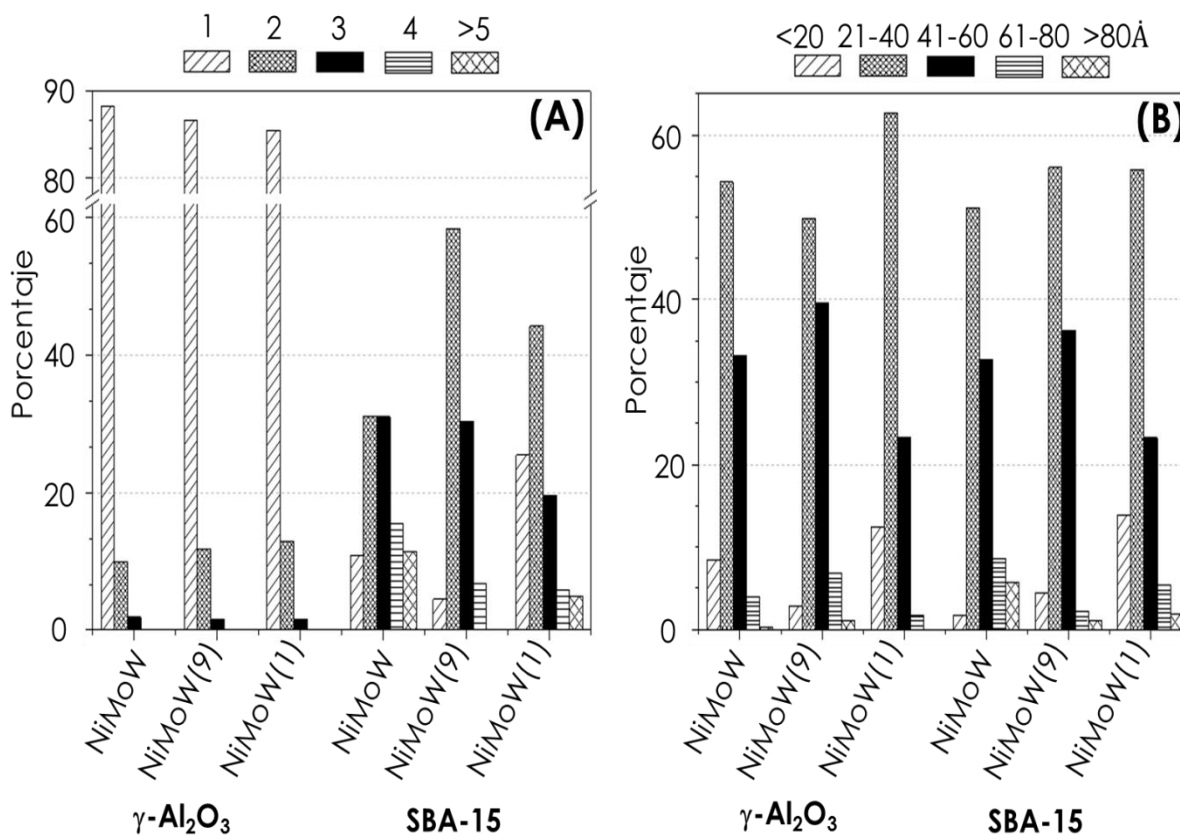 1 2 3 4 >5
90
80
60
40
20
0
Porcentaje
(A)
NiMoW
NiMoW(9)
NiMoW(1)
NiMoW
NiMoW(9)
NiMoW(1)
γ-Al₂O₃ SBA-15
<20 21-40 41-60 61-80 >80Å
60
40
20
0
Porcentaje
(B)
NiMoW
NiMoW(9)
NiMoW(1)
NiMoW
NiMoW(9)
NiMoW(1)
γ-Al₂O₃ SBA-15